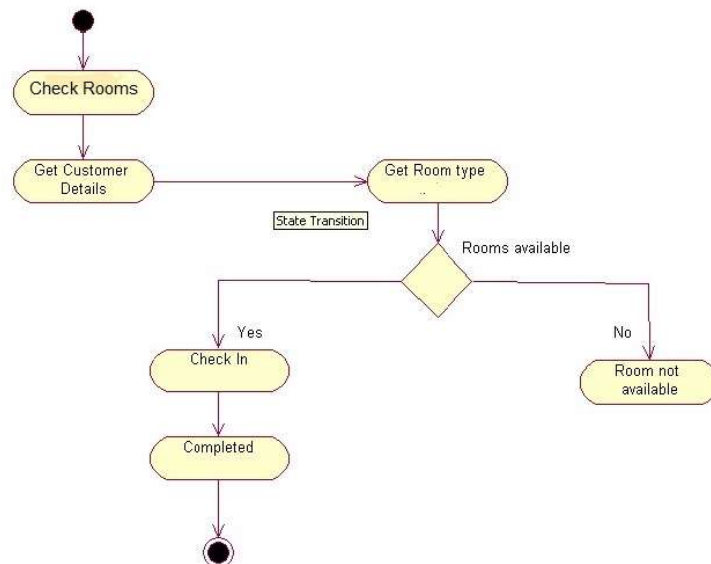 Check Rooms
Get Customer
Details
Get Room type
..
State Transition
Rooms available
Yes
No
Check In
Room not
available
Completed